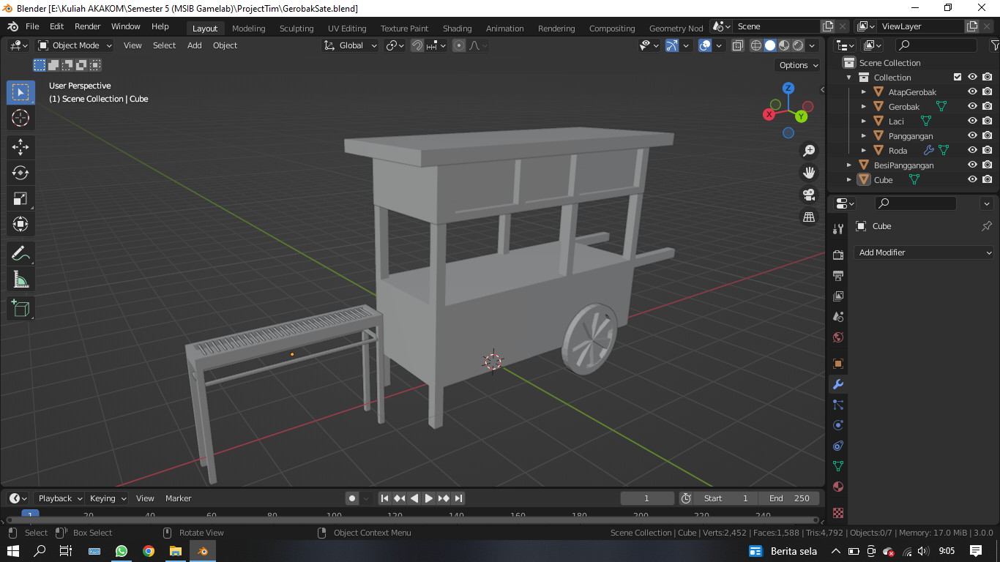 Blender [E:\Kuliah AKAKOM\Semester 5 (MSIB Gamelab)\ProjectTim\GerobakSate.blend]
File Edit Render Window Help Layout Modeling Sculpting UV Editing Texture Paint Shading Animation Rendering Compositing Geometry Nod Scene ViewLayer
Object Mode View Select Add Object Global
Options
User Perspective
(1) Scene Collection | Cube
Z
X
Y
Scene Collection
Collection
AtapGerobak
Gerobak
Laci
Panggangan
Roda
BesiPanggangan
Cube
Cube
Add Modifier
Playback Keying View Marker 1 Start 1 End 250
1 20 40 60 80 100 120 140 160 180 200 220 240
Select Box Select Rotate View Object Context Menu Scene Collection | Cube | Verts:2,452 | Faces:1,588 | Tris:4,792 | Objects:0/7 | Memory: 17.0 MiB | 3.0.0
Berita sela 9:05